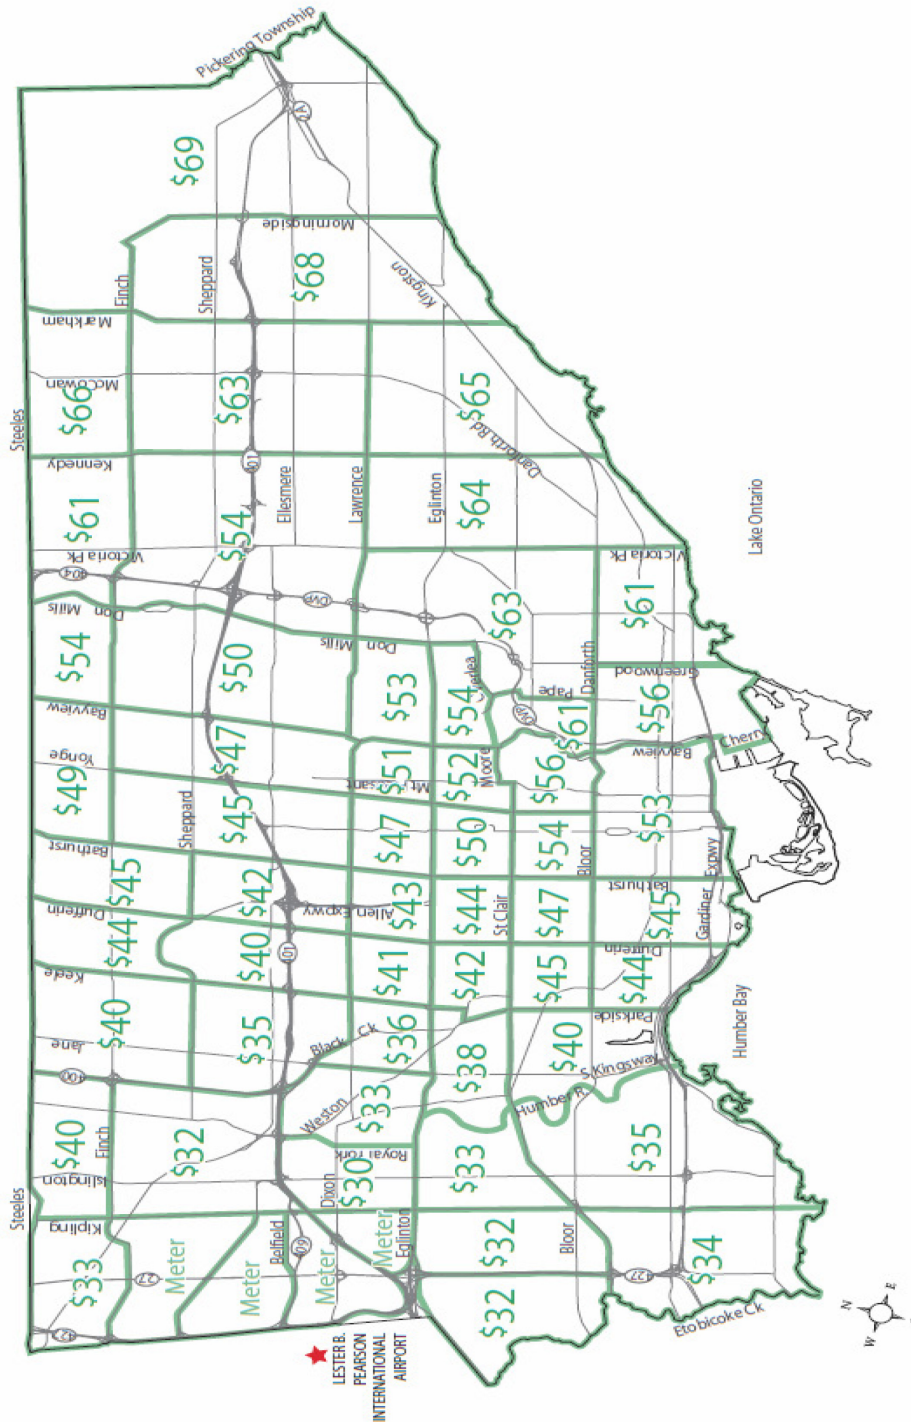 Steeles
Steeles
$33
Kipling
Islington
$40
400
Jane
Keele
Dufferin
Bathurst
$49
Yonge
Bayview
$54
Don Mills
404
Victoria Pk
$61
Kennedy
$66
McCowan
Markham
427
Finch
$40
$44
$45
Finch
Meter
27
$32
Sheppard
$69
Meter
Belfield
$35
$40
$42
$45
$47
$50
$54
$63
Sheppard
401
401
Ellesmere
$68
Morningside
LESTER B.
PEARSON
INTERNATIONAL
AIRPORT
Meter
409
Dixon
Weston
Black Ck
Allen Expwy
DVP
2A
Pickering Township
$30
Royal York
$33
Lawrence
Don Mills
Meter
Eglinton
$36
$41
$43
$47
$51
Mt Pleasant
$53
Eglinton
Kingston
$32
$32
$33
$38
$42
$44
$50
$52
Moore
$54
$64
$65
Danforth Rd
St Clair
$63
DVP
Pape
Humber R.
Bloor
$40
$45
$47
$54
$56
$61
Bloor
Danforth
S.Kingsway
Parkside
Dufferin
Bathurst
Bayview
Greenwood
Victoria Pk
427
$35
$44
$45
$53
$56
$61
$34
Etobicoke Ck
Gardiner Expwy
Cherry
Humber Bay
Lake Ontario
N
E
W